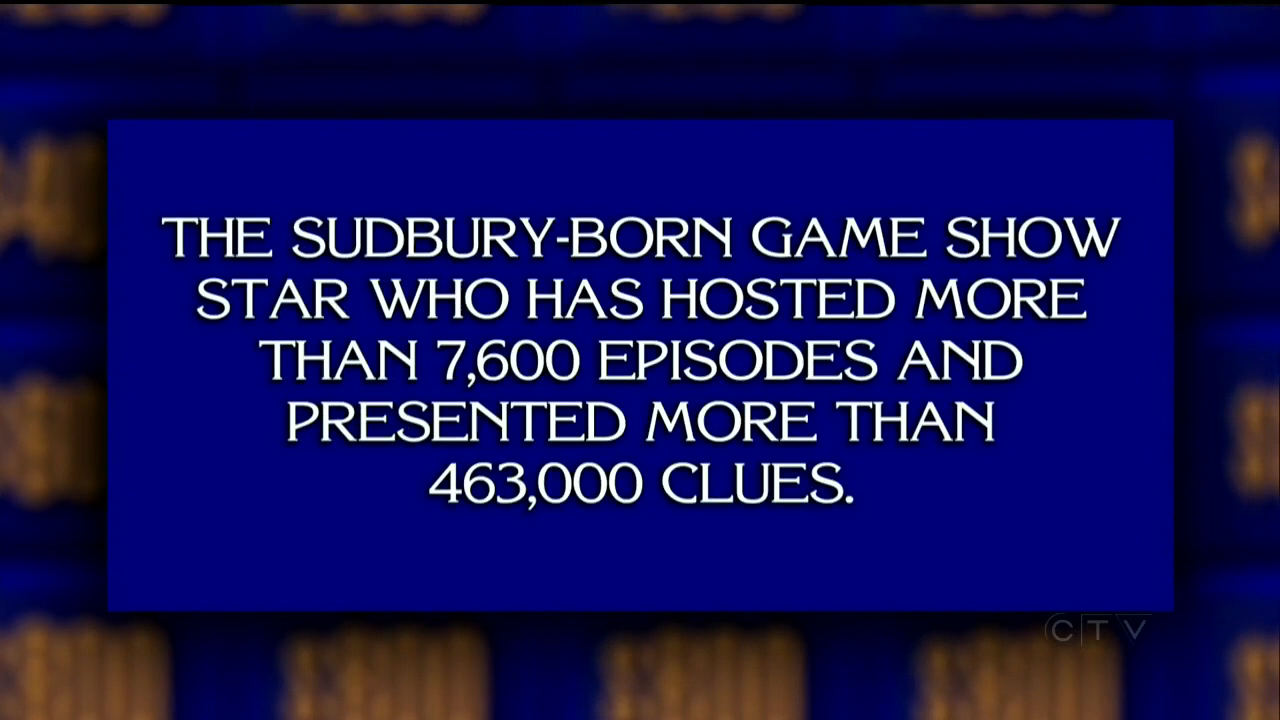 THE SUDBURY-BORN GAME SHOW
STAR WHO HAS HOSTED MORE
THAN 7,600 EPISODES AND
PRESENTED MORE THAN
463,000 CLUES.
CTV